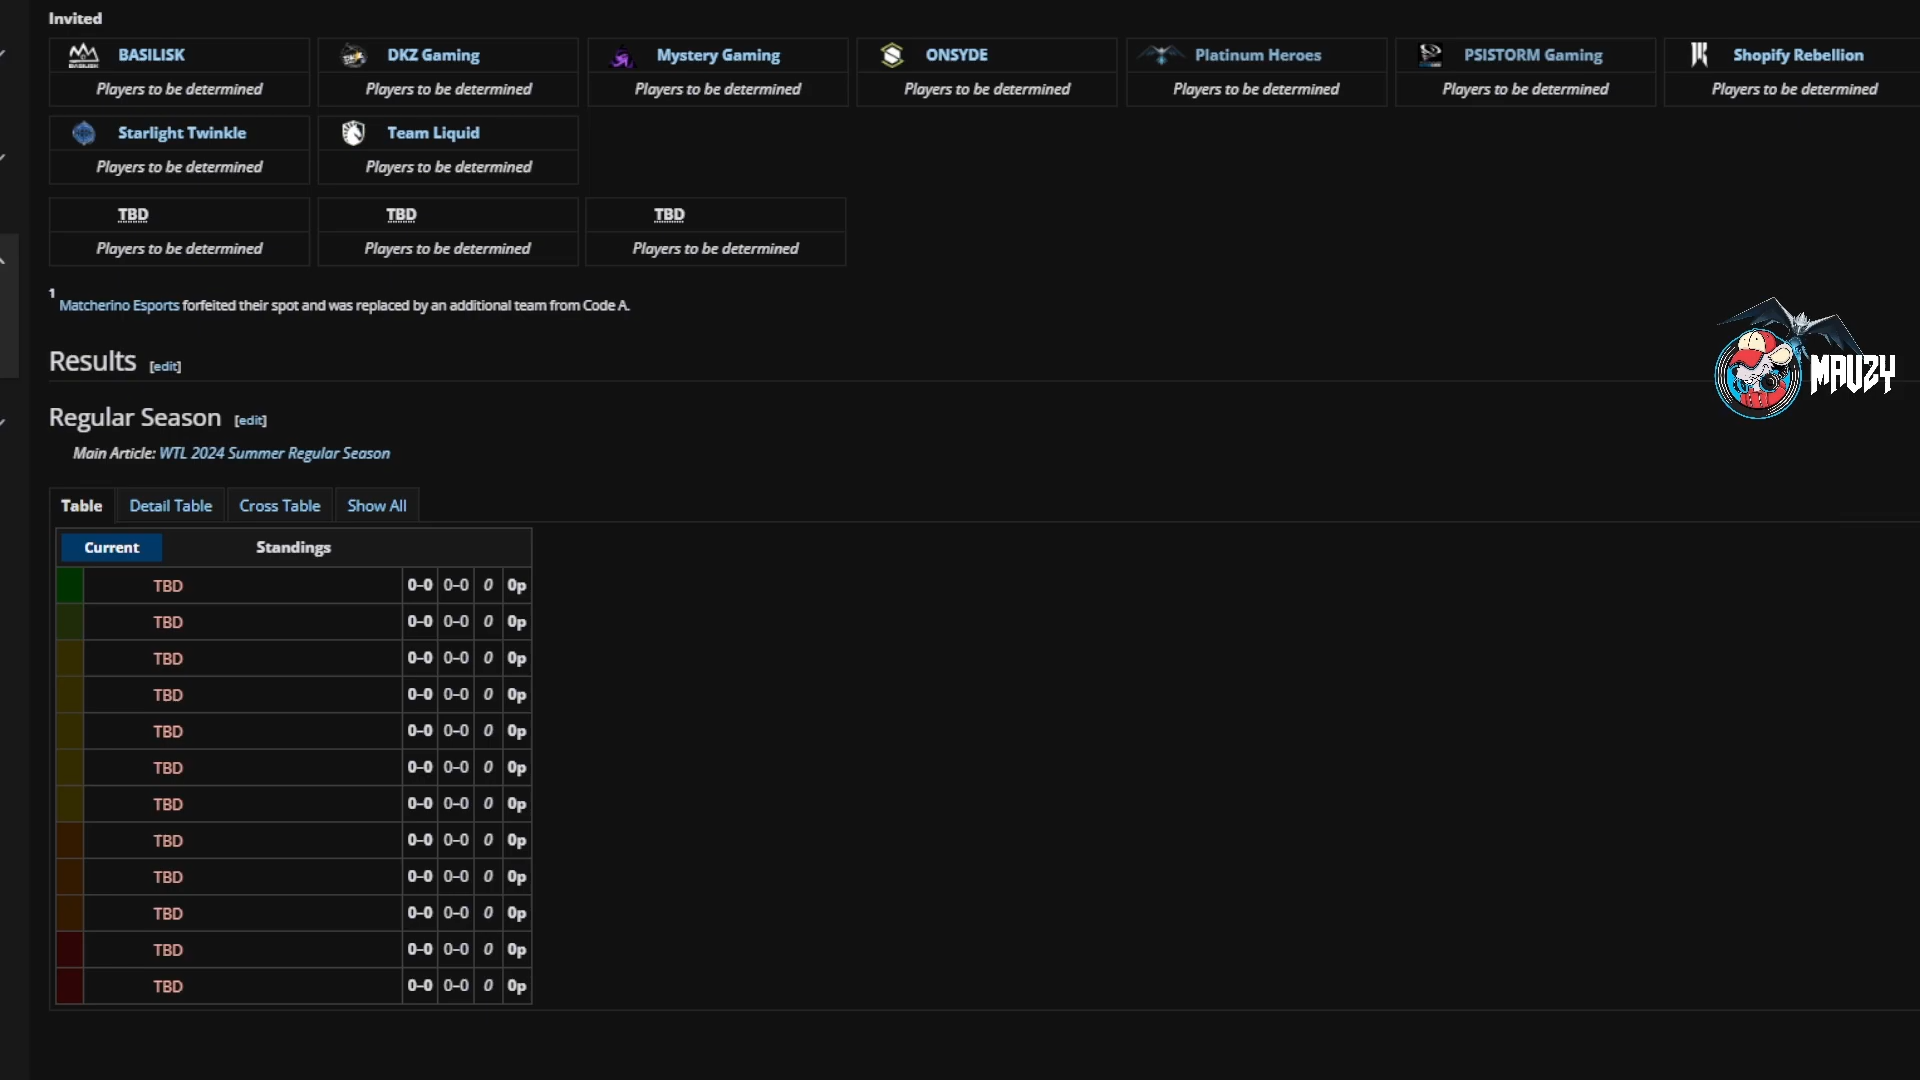 Invited
BASILISK DKZ Gaming Mystery Gaming ONSYDE Platinum Heroes PSISTORM Gaming Shopify Rebellion
Players to be determined Players to be determined Players to be determined Players to be determined Players to be determined Players to be determined Players to be determined
Starlight Twinkle Team Liquid
Players to be determined Players to be determined
TBD TBD TBD
Players to be determined Players to be determined Players to be determined
1 Matcherino Esports forfeited their spot and was replaced by an additional team from Code A.
MAUZY
Results [edit]
Regular Season [edit]
Main Article: WTL 2024 Summer Regular Season
Table Detail Table Cross Table Show All
Current Standings
TBD 0-0 0-0 0 0p
TBD 0-0 0-0 0 0p
TBD 0-0 0-0 0 0p
TBD 0-0 0-0 0 0p
TBD 0-0 0-0 0 0p
TBD 0-0 0-0 0 0p
TBD 0-0 0-0 0 0p
TBD 0-0 0-0 0 0p
TBD 0-0 0-0 0 0p
TBD 0-0 0-0 0 0p
TBD 0-0 0-0 0 0p
TBD 0-0 0-0 0 0p